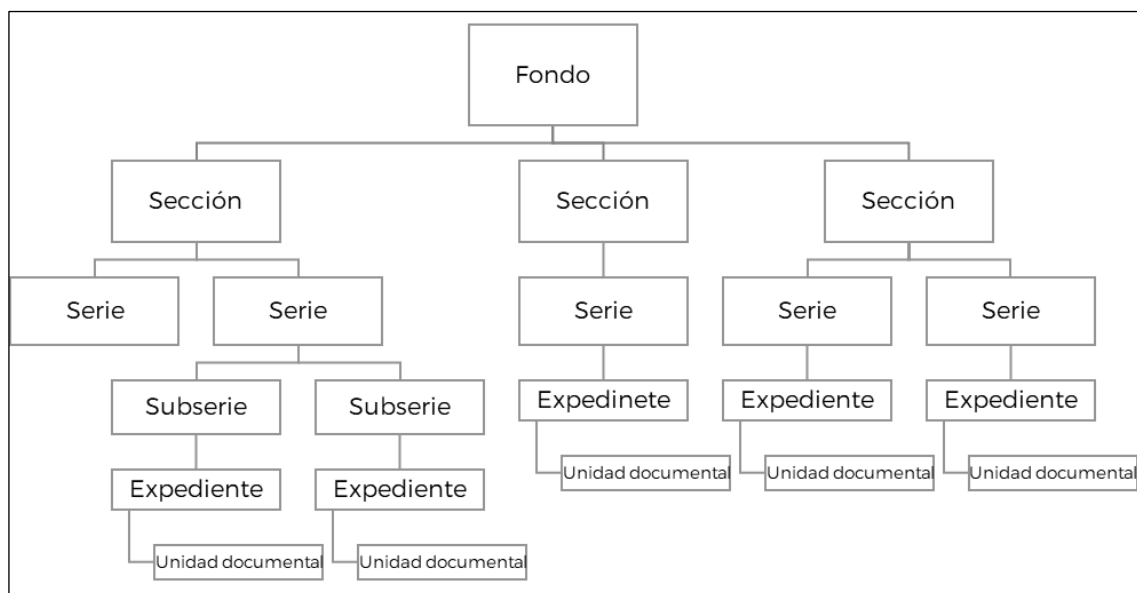 Fondo
Sección
Sección
Sección
Serie
Serie
Serie
Serie
Serie
Subserie
Subserie
Expedinete
Expediente
Expediente
Unidad documental
Unidad documental
Unidad documental
Expediente
Expediente
Unidad documental
Unidad documental